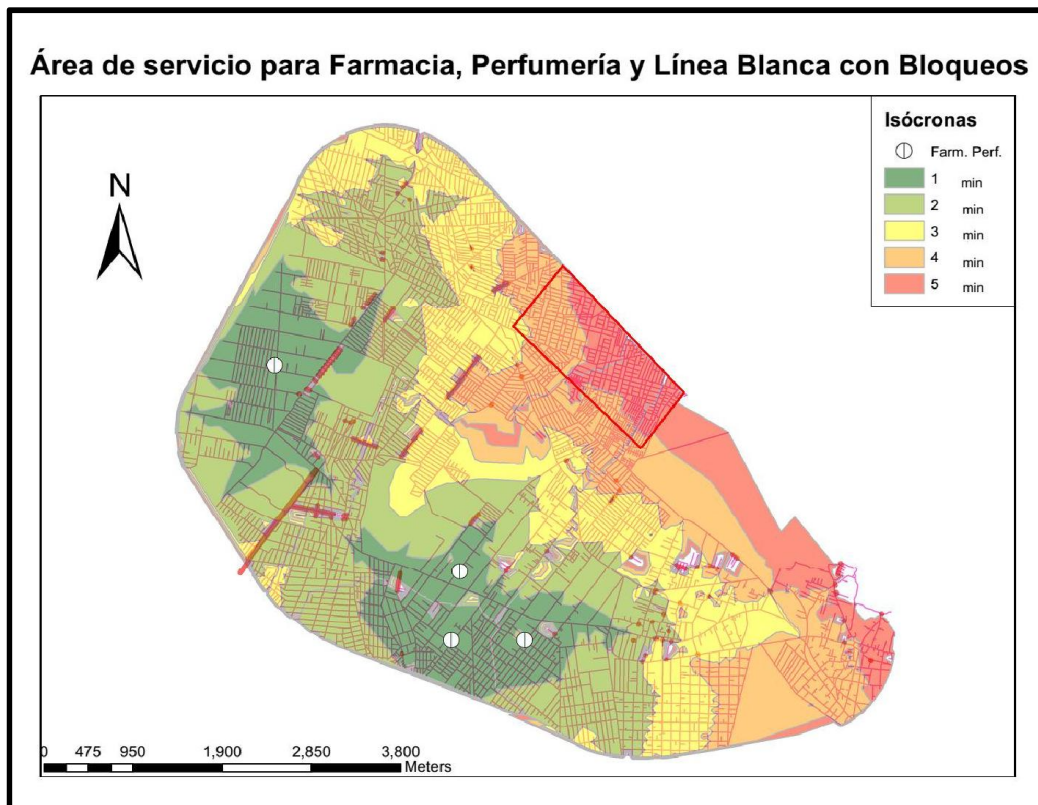 Área de servicio para Farmacia, Perfumería y Línea Blanca con Bloqueos
Isócronas
Farm. Perf.
1 min
2 min
3 min
4 min
5 min
N
0 475 950 1,900 2,850 3,800
Meters